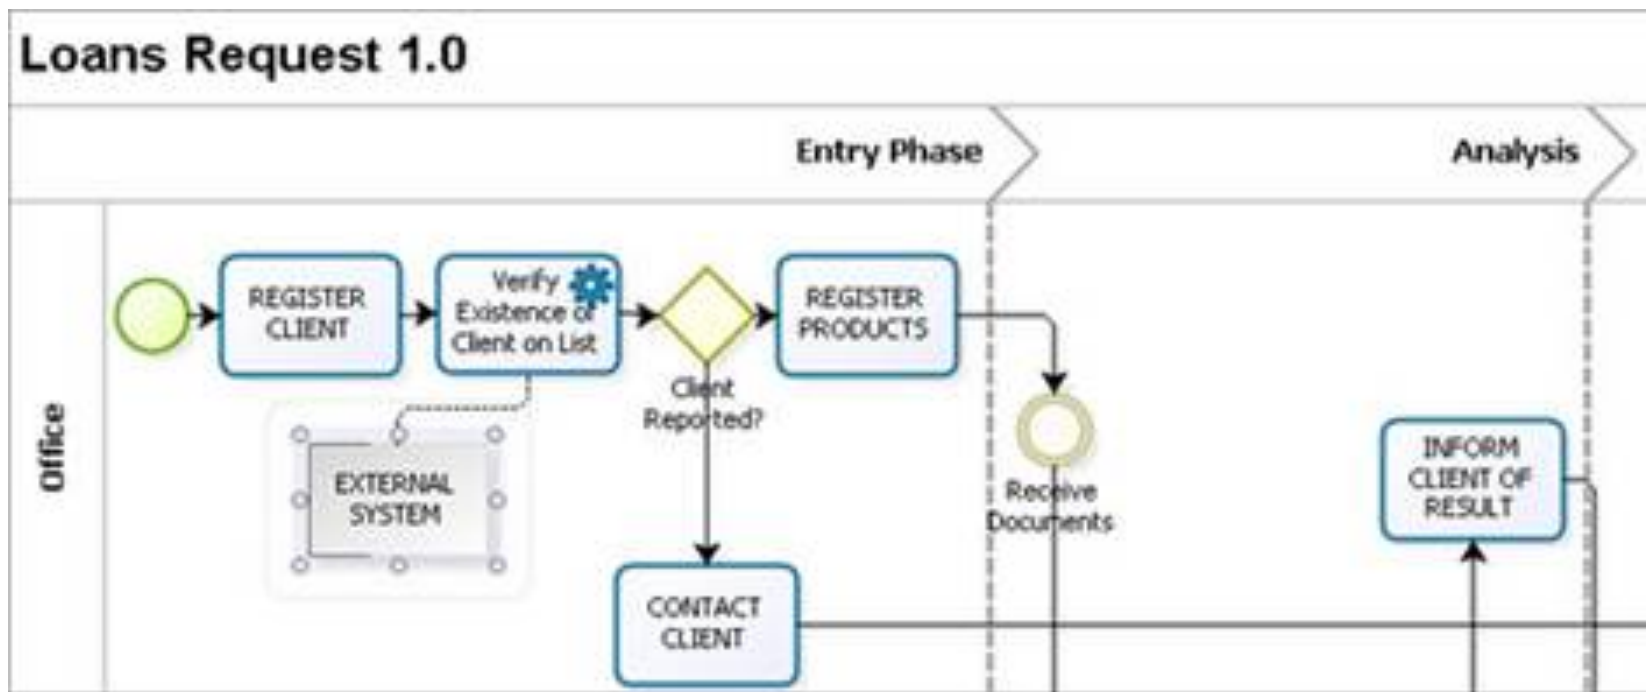 Loans Request 1.0
Entry Phase
Analysis
Office
REGISTER
CLIENT
Verify
Existence of
Client on List
Client
Reported?
REGISTER
PRODUCTS
EXTERNAL
SYSTEM
CONTACT
CLIENT
Receive
Documents
INFORM
CLIENT OF
RESULT